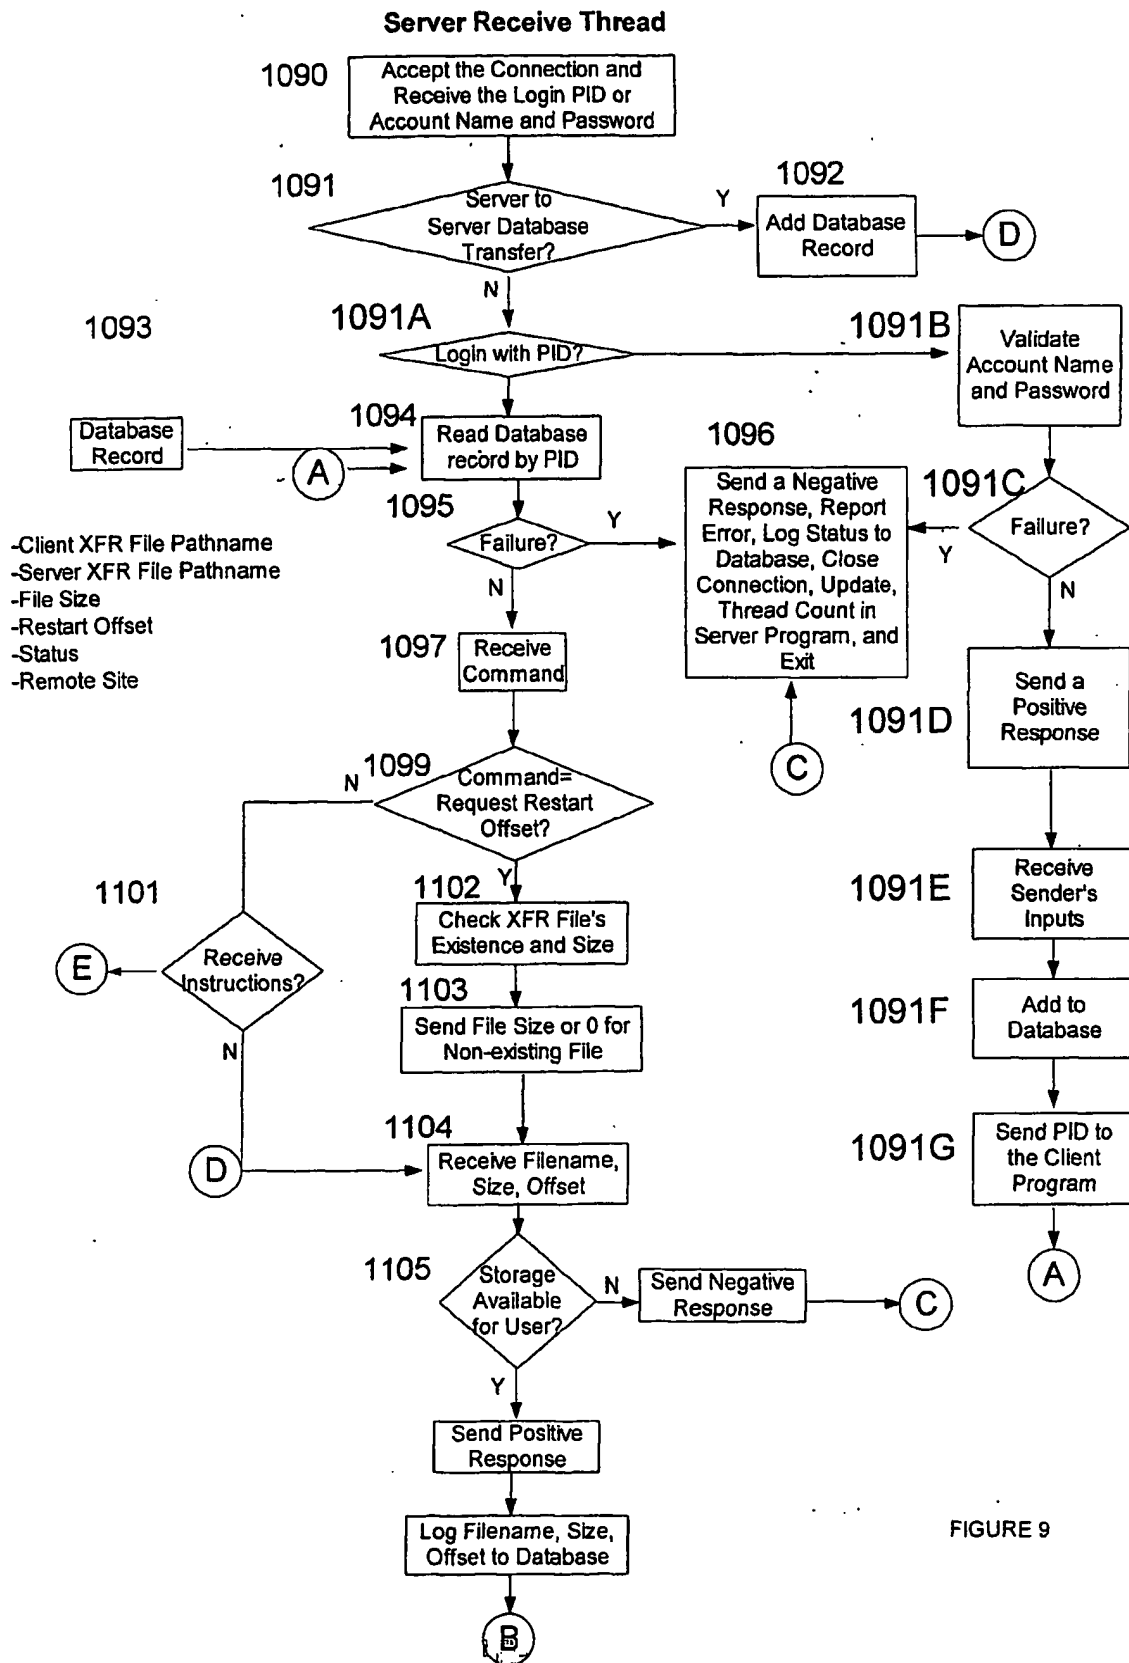 Server Receive Thread
1090
Accept the Connection and
Receive the Login PID or
Account Name and Password
1091
Server to
Server Database
Transfer?
Y
1092
Add Database
Record
D
N
1093
1091A
Login with PID?
1091B
Validate
Account Name
and Password
Database
Record
A
1094
Read Database
record by PID
1096
Send a Negative
Response, Report
Error, Log Status to
Database, Close
Connection, Update,
Thread Count in
Server Program, and
Exit
1091C
Failure?
Y
N
1095
Failure?
Y
N
-Client XFR File Pathname
-Server XFR File Pathname
-File Size
-Restart Offset
-Status
-Remote Site
1097
Receive
Command
C
1091D
Send a
Positive
Response
1099
Command=
Request Restart
Offset?
N
Y
1101
Receive
Instructions?
E
N
1102
Check XFR File's
Existence and Size
1091E
Receive
Sender's
Inputs
1103
Send File Size or 0 for
Non-existing File
1091F
Add to
Database
1104
D
Receive Filename,
Size, Offset
1091G
Send PID to
the Client
Program
A
1105
Storage
Available
for User?
N
Send Negative
Response
C
Y
Send Positive
Response
Log Filename, Size,
Offset to Database
B
FIGURE 9